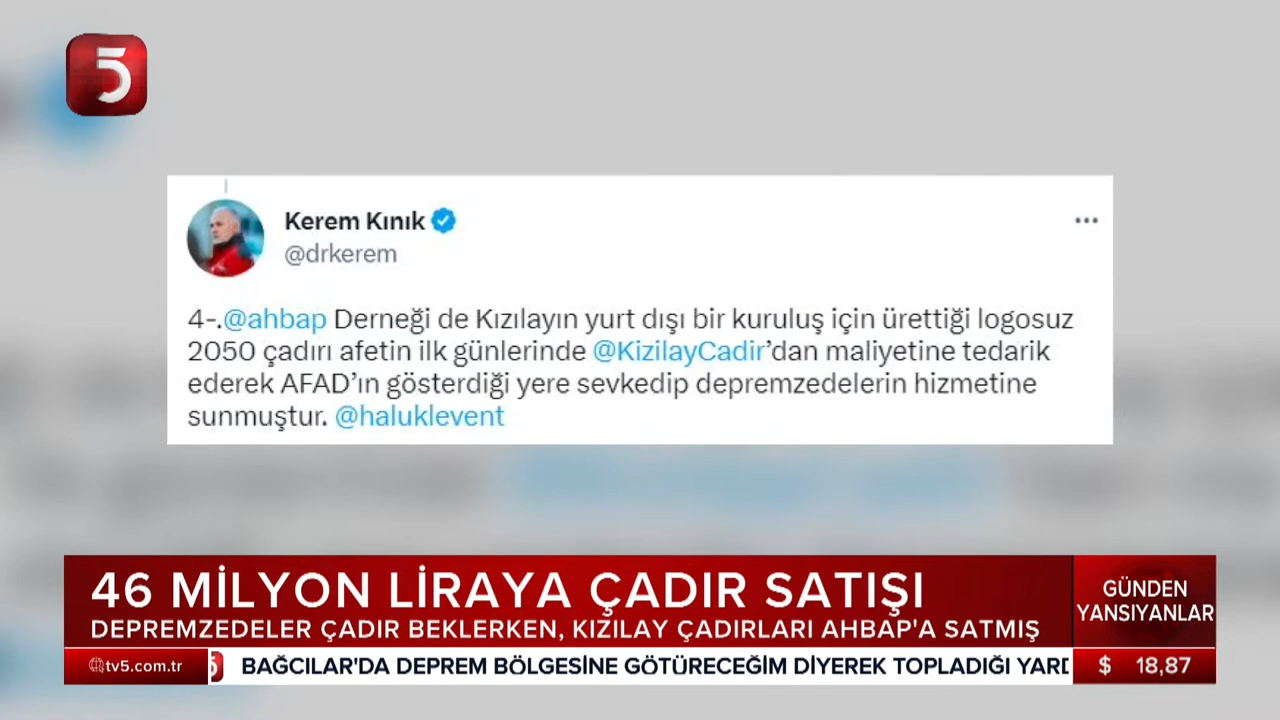 5
Kerem Kınık
@drkerem
4-.@ahbap Derneği de Kızılayın yurt dışı bir kuruluş için ürettiği logosuz
2050 çadırı afetin ilk günlerinde @KizilayCadir’dan maliyetine tedarik
ederek AFAD’ın gösterdiği yere sevkedip depremzedelerin hizmetine
sunmuştur. @haluklevent
46 MİLYON LİRAYA ÇADIR SATIŞI
DEPREMZEDELER ÇADIR BEKLERKEN, KIZILAY ÇADIRLARI AHBAP'A SATMIŞ
GÜNDEN
YANSIYANLAR
tv5.com.tr
5 BAĞCILAR'DA DEPREM BÖLGESİNE GÖTÜRECEĞİM DİYEREK TOPLADIĞI YARD
$ 18,87